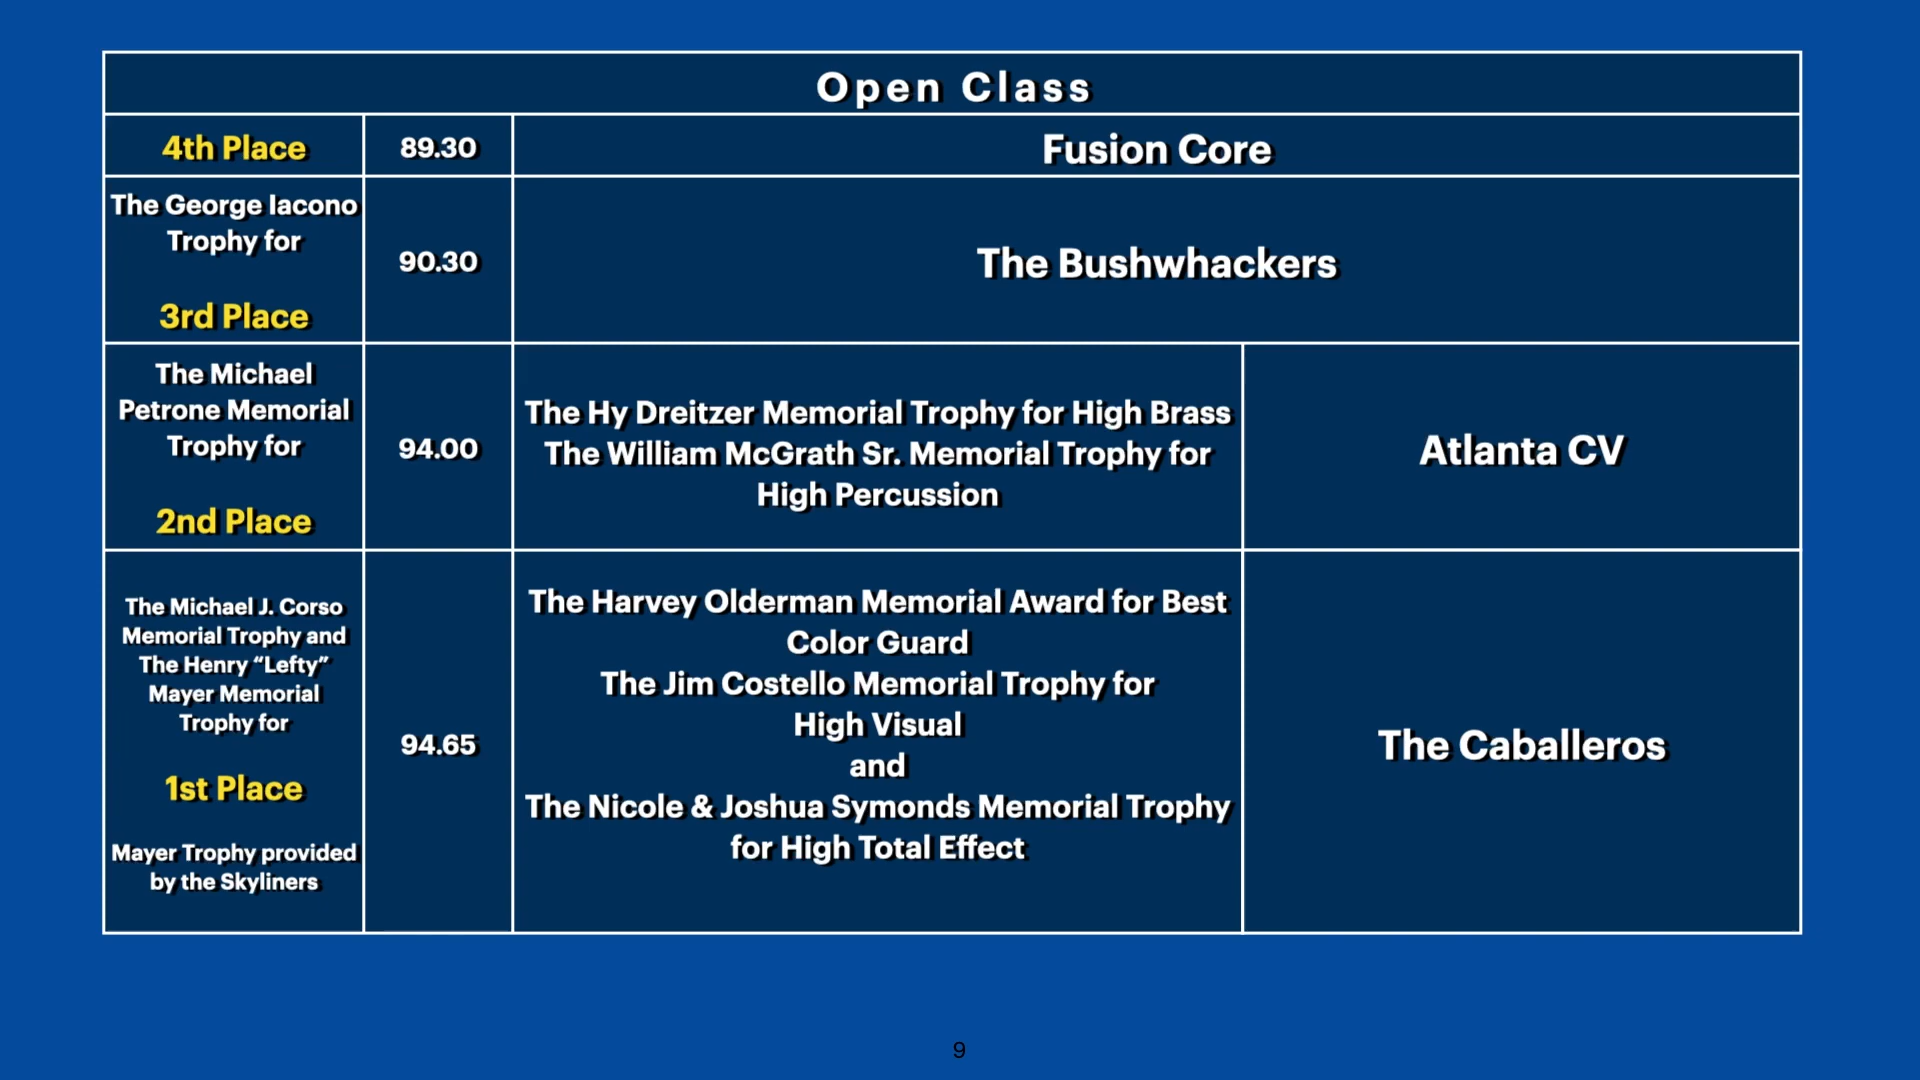 Open Class
4th Place
89.30
Fusion Core
The George Iacono
Trophy for
3rd Place
90.30
The Bushwhackers
The Michael
Petrone Memorial
Trophy for
2nd Place
94.00
The Hy Dreitzer Memorial Trophy for High Brass
The William McGrath Sr. Memorial Trophy for
High Percussion
Atlanta CV
The Michael J. Corso
Memorial Trophy and
The Henry “Lefty”
Mayer Memorial
Trophy for
1st Place
Mayer Trophy provided
by the Skyliners
94.65
The Harvey Olderman Memorial Award for Best
Color Guard
The Jim Costello Memorial Trophy for
High Visual
and
The Nicole & Joshua Symonds Memorial Trophy
for High Total Effect
The Caballeros
9